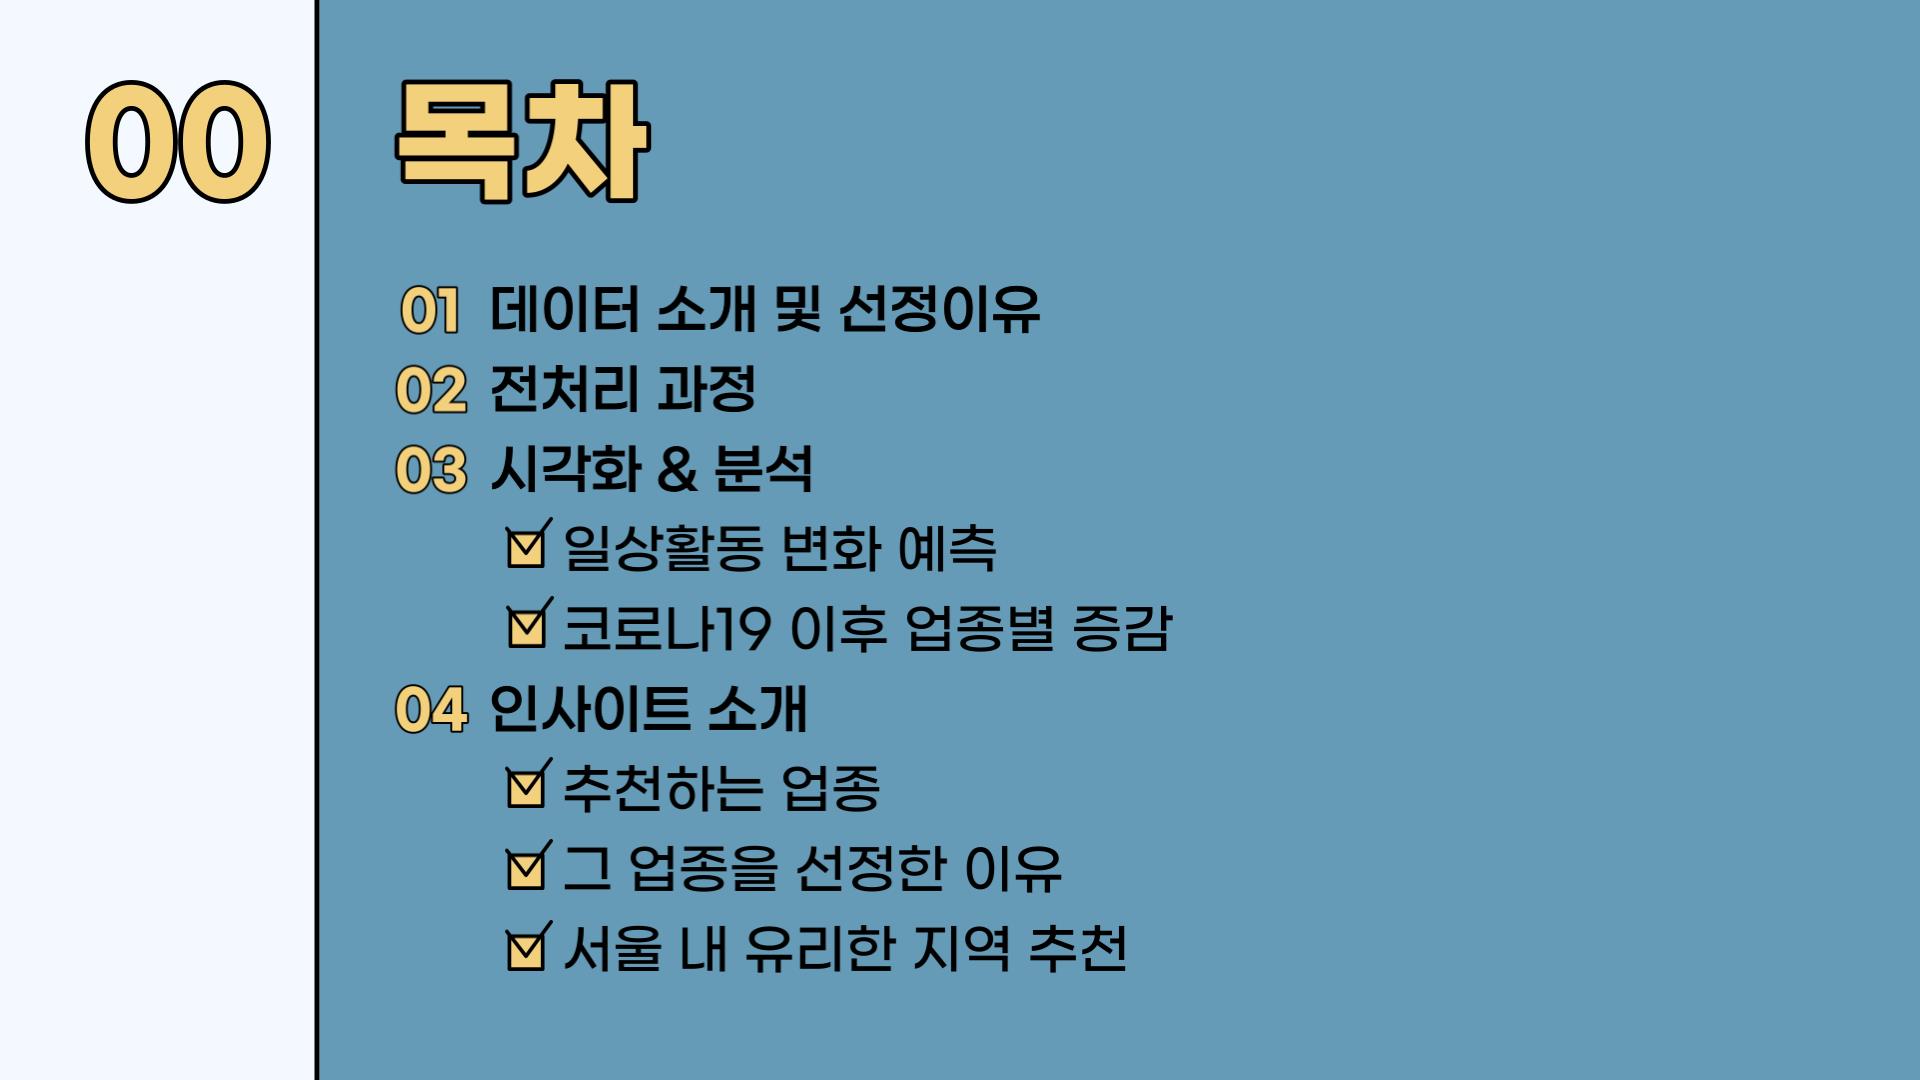 00 목차
01 데이터 소개 및 선정이유
02 전처리 과정
03 시각화 & 분석
일상활동 변화 예측
코로나19 이후 업종별 증감
04 인사이트 소개
추천하는 업종
그 업종을 선정한 이유
서울 내 유리한 지역 추천